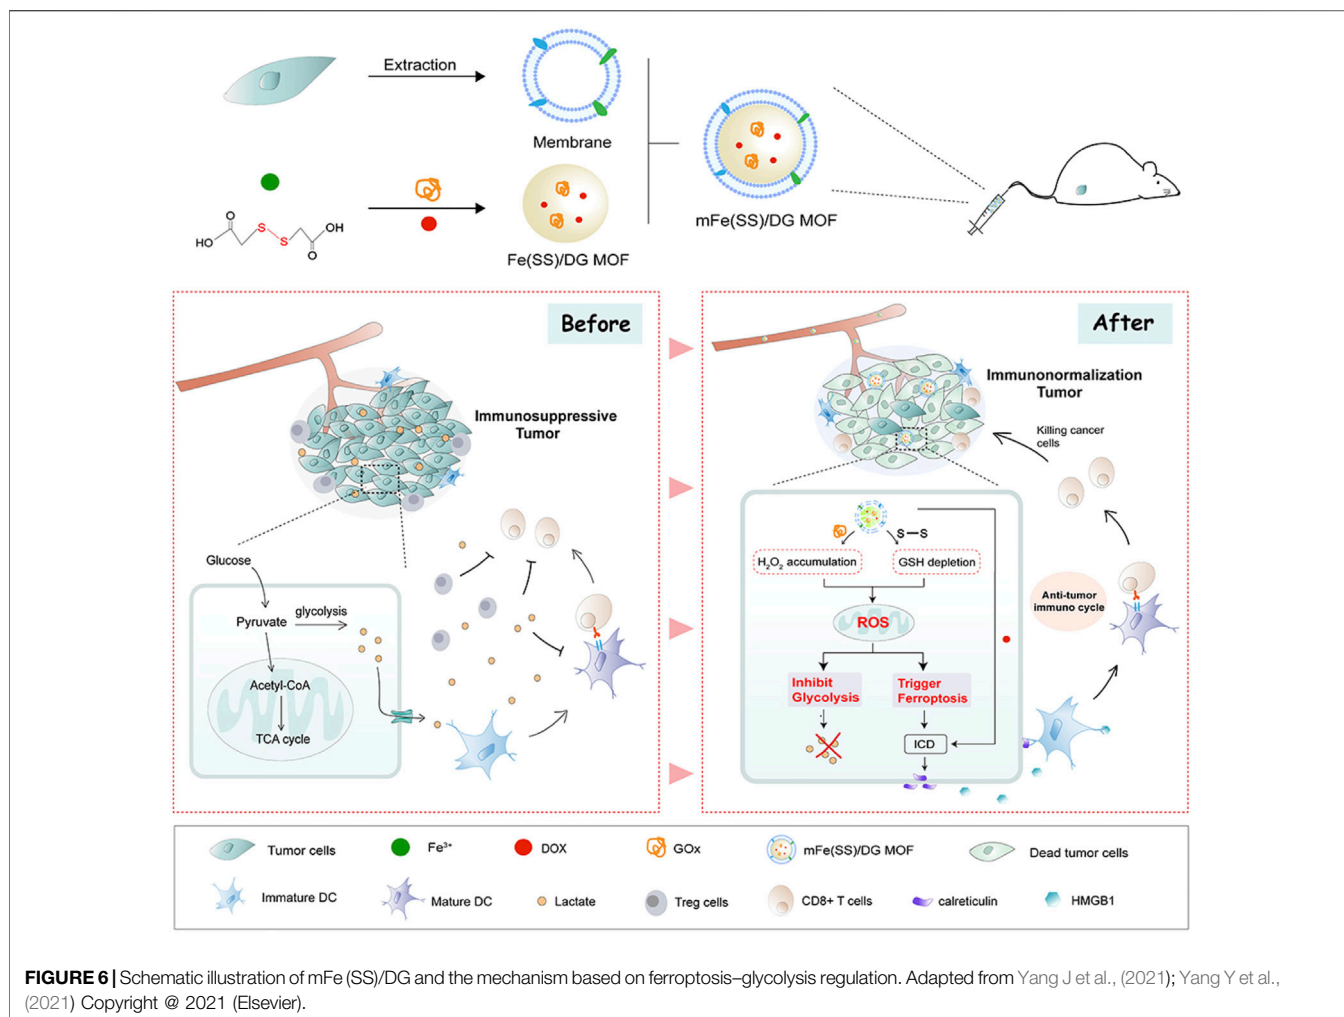 Extraction
Membrane
O
HO
S
S
O
OH
Fe(SS)/DG MOF
mFe(SS)/DG MOF
Before
Immunosuppressive
Tumor
Glucose
Pyruvate
glycolysis
Acetyl-CoA
TCA cycle
After
Immunonormalization
Tumor
Killing cancer
cells
S—S
H₂O₂ accumulation
GSH depletion
ROS
Inhibit
Glycolysis
Trigger
Ferroptosis
ICD
Anti-tumor
immuno cycle
Tumor cells
Fe³⁺
DOX
GOx
mFe(SS)/DG MOF
Dead tumor cells
Immature DC
Mature DC
Lactate
Treg cells
CD8+ T cells
calreticulin
HMGB1
FIGURE 6 | Schematic illustration of mFe (SS)/DG and the mechanism based on ferroptosis–glycolysis regulation. Adapted from Yang J et al., (2021); Yang Y et al.,
(2021) Copyright @ 2021 (Elsevier).